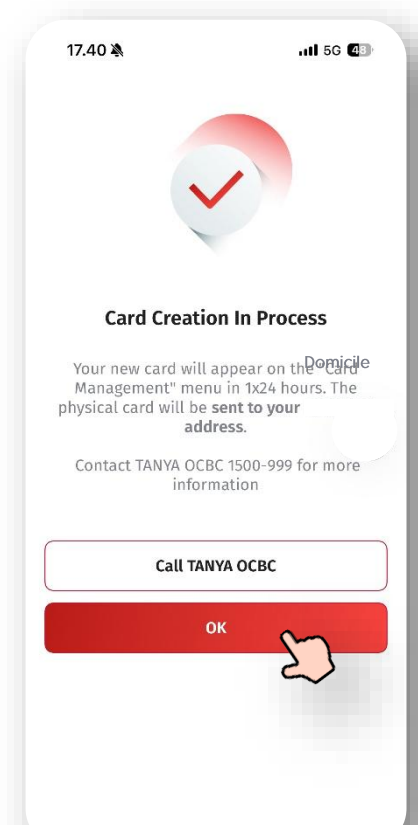 17.40
5G 48
Card Creation In Process
Your new card will appear on the "Card
Domicile
Management" menu in 1x24 hours. The
physical card will be sent to your
address.
Contact TANYA OCBC 1500-999 for more
information
Call TANYA OCBC
OK